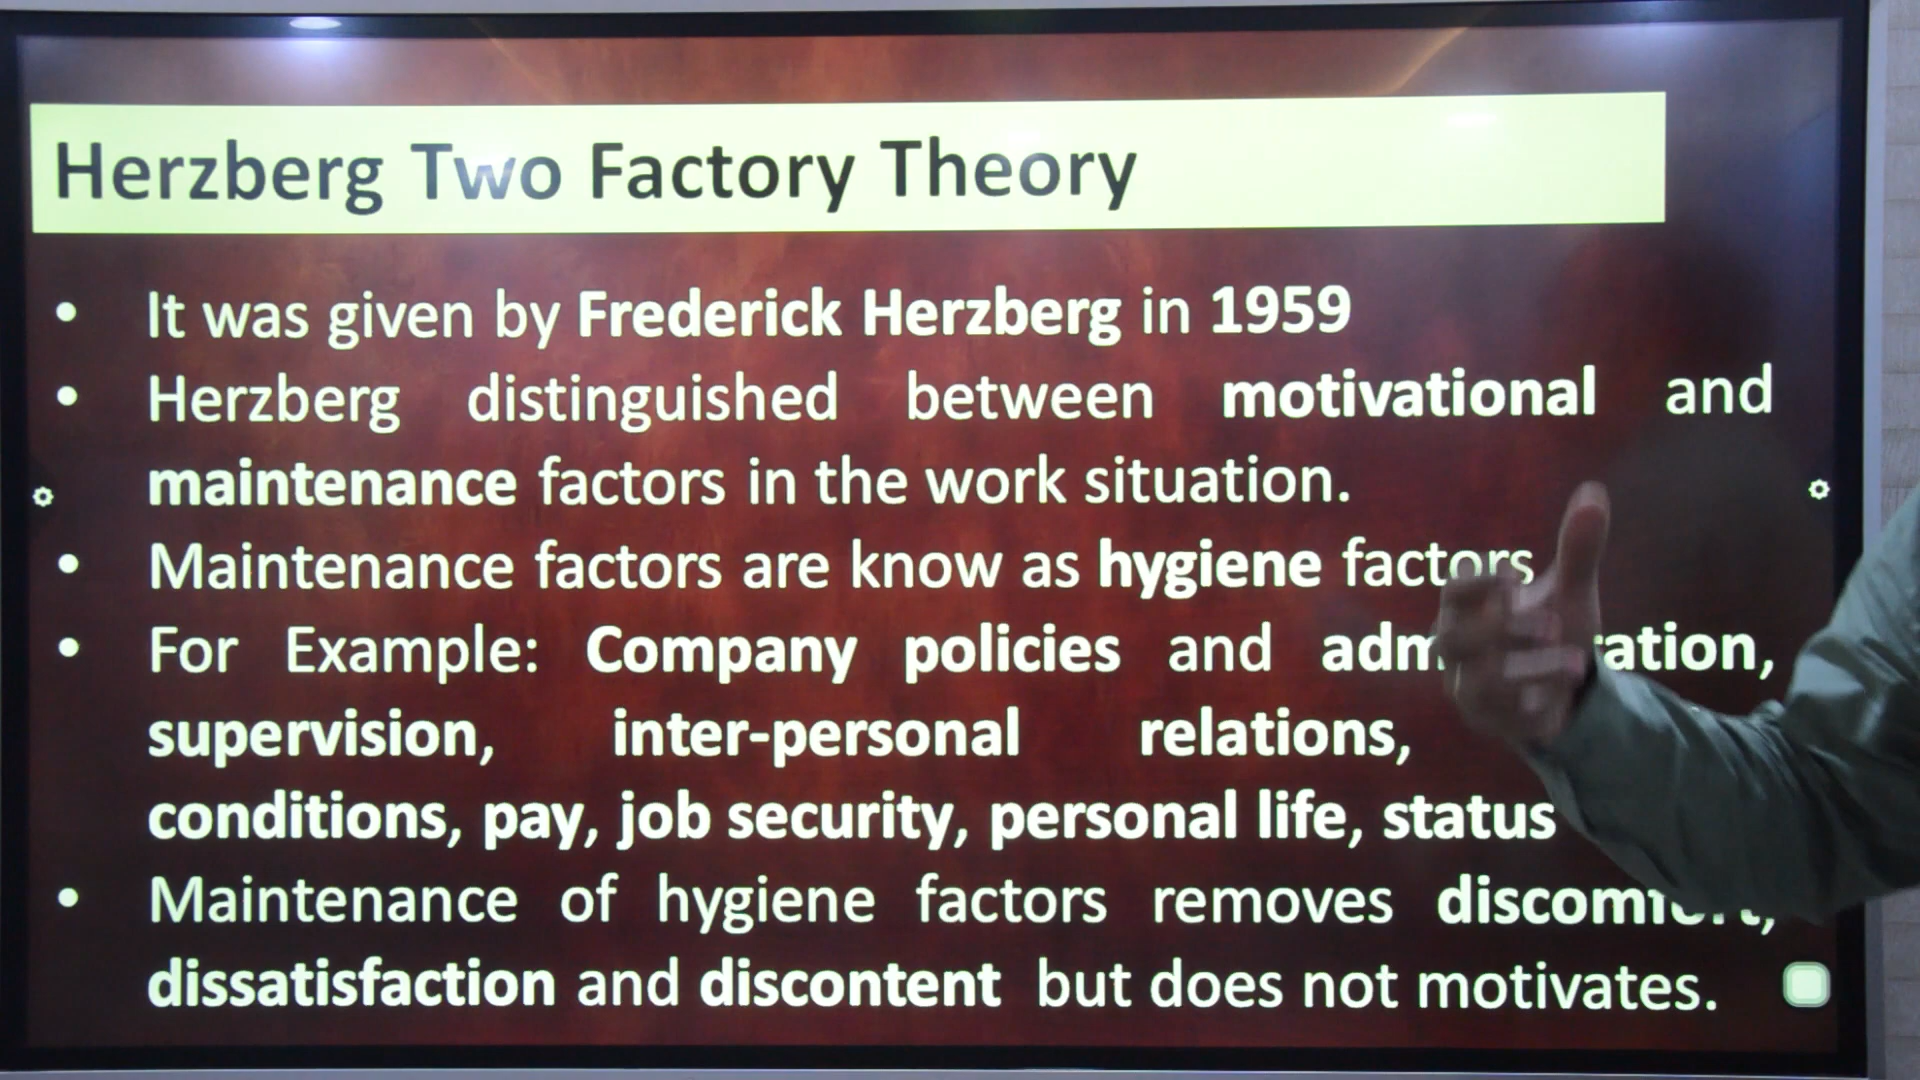 Herzberg Two Factory Theory
• It was given by Frederick Herzberg in 1959
• Herzberg distinguished between motivational and
maintenance factors in the work situation.
• Maintenance factors are know as hygiene factors
• For Example: Company policies and
supervision, inter-personal relations,
conditions, pay, job security, personal life, status
• Maintenance of hygiene factors removes discomfort,
dissatisfaction and discontent but does not motivates.